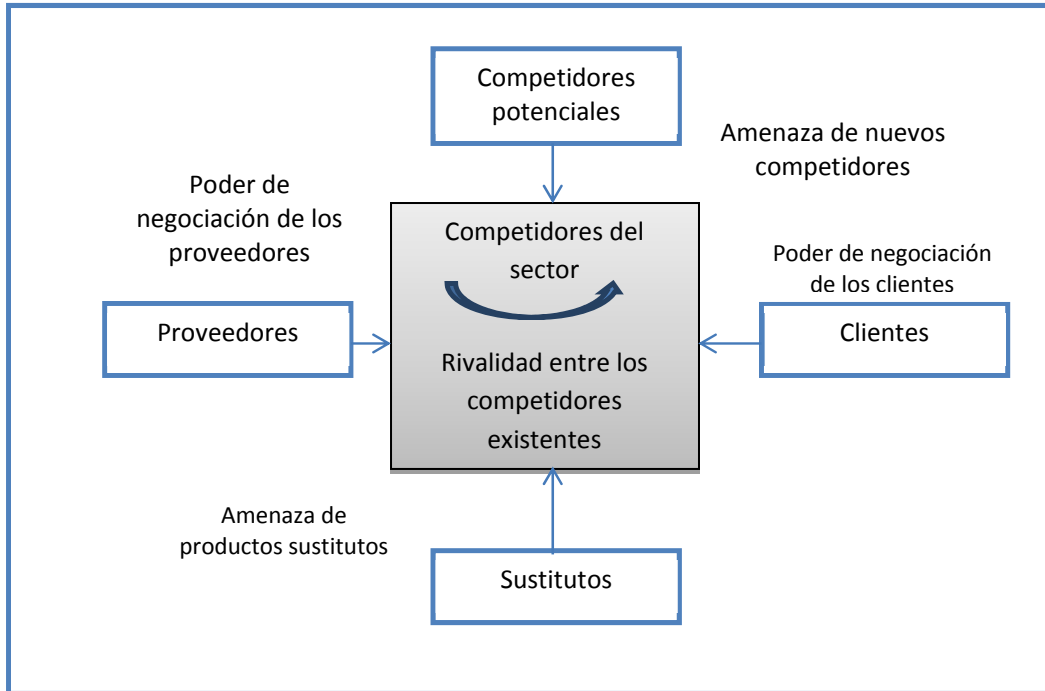 Competidores
potenciales
Amenaza de nuevos
competidores
Poder de
negociación de los
proveedores
Competidores del
sector
Poder de negociación
de los clientes
Proveedores
Clientes
Rivalidad entre los
competidores
existentes
Amenaza de
productos sustitutos
Sustitutos